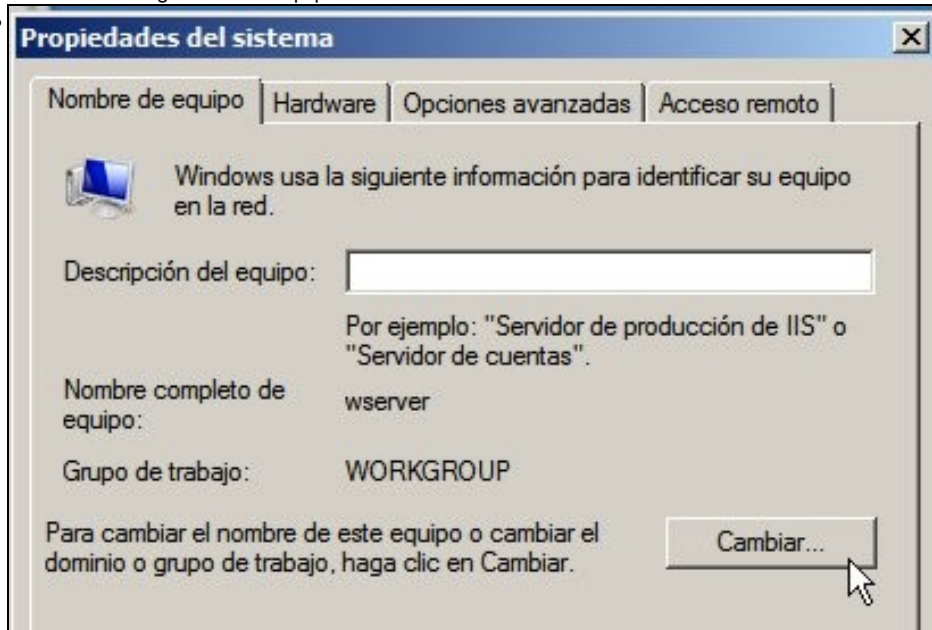 Propiedades del sistema
Nombre de equipo Hardware Opciones avanzadas Acceso remoto
Windows usa la siguiente información para identificar su equipo
en la red.
Descripción del equipo:
Por ejemplo: "Servidor de producción de IIS" o
"Servidor de cuentas".
Nombre completo de
equipo:
wserver
Grupo de trabajo: WORKGROUP
Para cambiar el nombre de este equipo o cambiar el
dominio o grupo de trabajo, haga clic en Cambiar.
Cambiar...